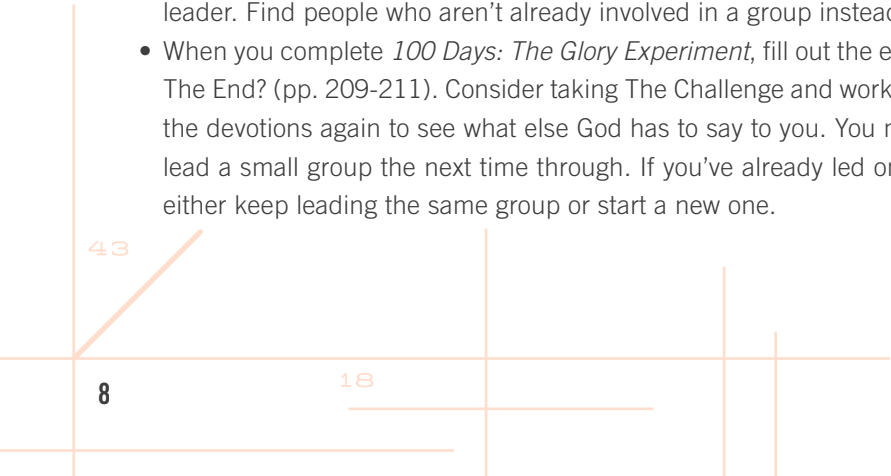 leader. Find people who aren't already involved in a group instead
• When you complete 100 Days: The Glory Experiment, fill out the e
The End? (pp. 209-211). Consider taking The Challenge and work
the devotions again to see what else God has to say to you. You
lead a small group the next time through. If you've already led
either keep leading the same group or start a new one.
43
18
8